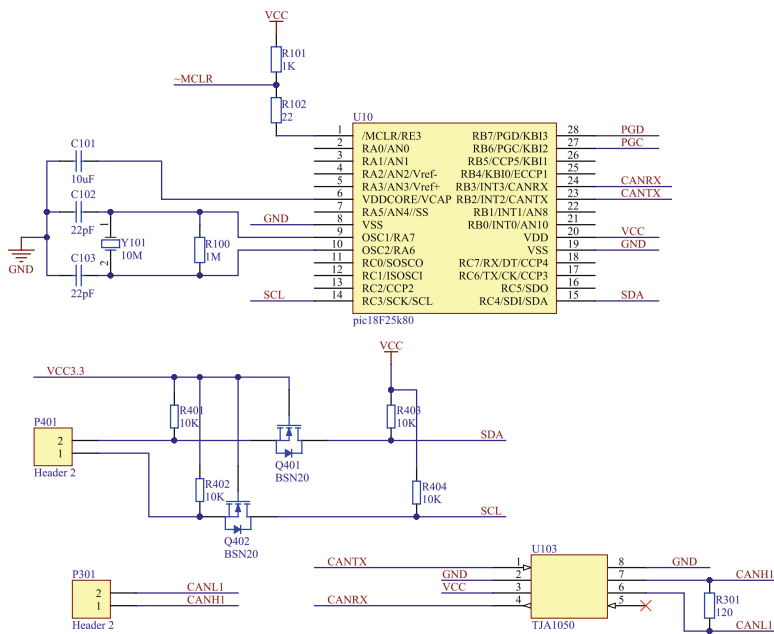 VCC
R101
1K
~MCLR
R102
22
U10
1 /MCLR/RE3 RB7/PGD/KBI3 28 PGD
2 RA0/AN0 RB6/PGC/KBI2 27 PGC
3 RA1/AN1 RB5/CCP5/KBI1 26
4 RA2/AN2/Vref- RB4/KBI0/ECCP1 25
5 RA3/AN3/Vref+ RB3/INT3/CANRX 24 CANRX
6 VDDCORE/VCAP RB2/INT2/CANTX 23 CANTX
7 RA5/AN4//SS RB1/INT1/AN8 22
GND 8 VSS RB0/INT0/AN10 21
9 OSC1/RA7 VDD 20 VCC
10 OSC2/RA6 VSS 19 GND
11 RC0/SOSCO RC7/RX/DT/CCP4 18
12 RC1/ISOSCI RC6/TX/CK/CCP3 17
13 RC2/CCP2 RC5/SDO 16
SCL 14 RC3/SCK/SCL RC4/SDI/SDA 15 SDA
pic18F25k80
C101
10uF
C102
22pF
1
Y101
10M
2
R100
1M
GND
C103
22pF
VCC3.3
VCC
P401
2
1
Header 2
R401
10K
Q401
BSN20
R403
10K
SDA
R402
10K
Q402
BSN20
R404
10K
SCL
P301
2 CANL1
1 CANH1
Header 2
U103
CANTX 1 8 GND
GND 2 7 CANH1
VCC 3 6
CANRX 4 5
TJA1050
R301
120
CANL1